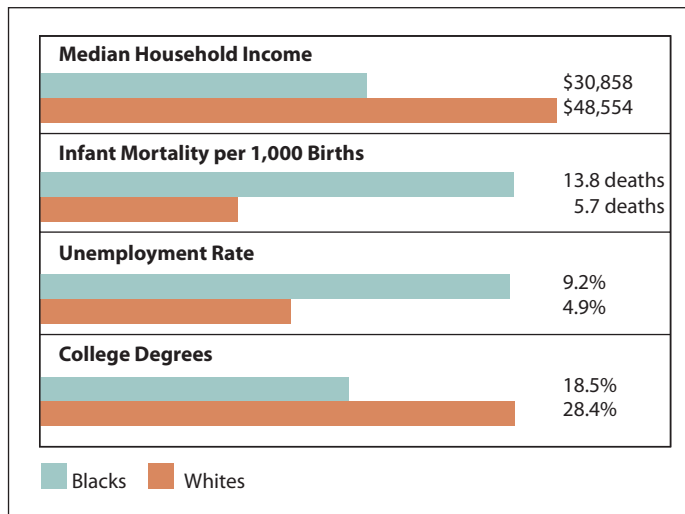 Median Household Income
$30,858
$48,554
Infant Mortality per 1,000 Births
13.8 deaths
5.7 deaths
Unemployment Rate
9.2%
4.9%
College Degrees
18.5%
28.4%
Blacks Whites